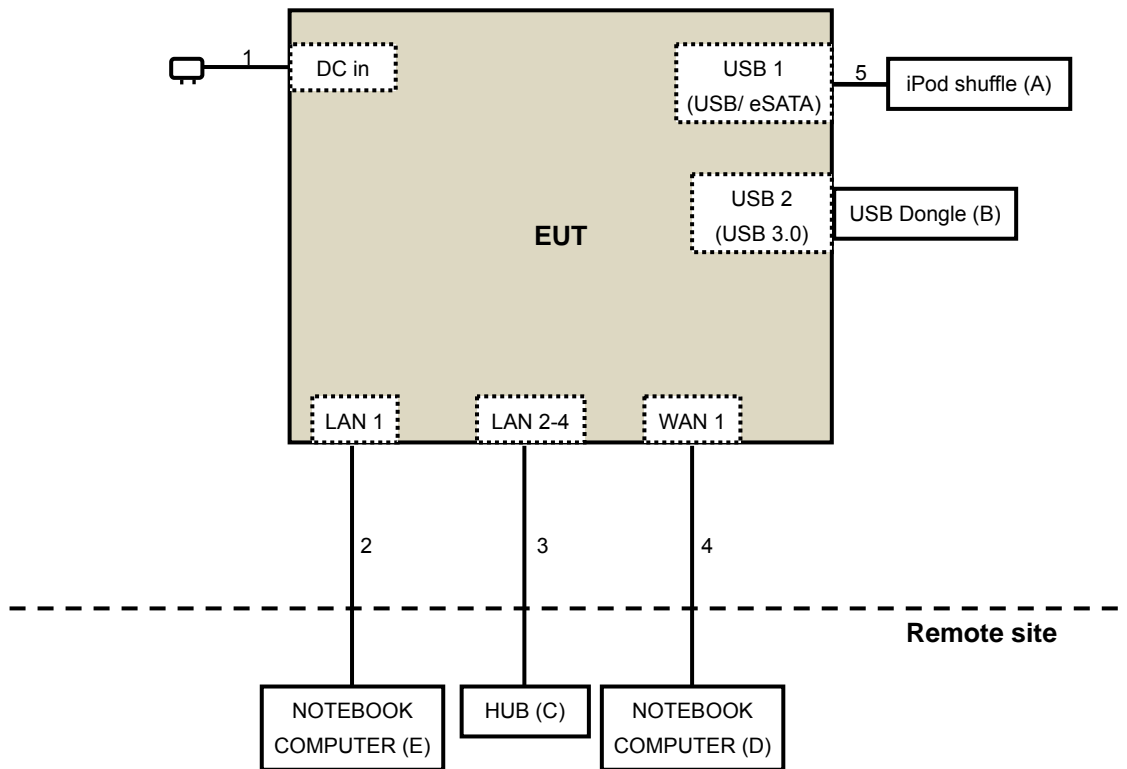 1
DC in
USB 1
(USB/ eSATA)
5
iPod shuffle (A)
USB 2
(USB 3.0)
USB Dongle (B)
EUT
LAN 1
LAN 2-4
WAN 1
2
3
4
Remote site
NOTEBOOK
COMPUTER (E)
HUB (C)
NOTEBOOK
COMPUTER (D)